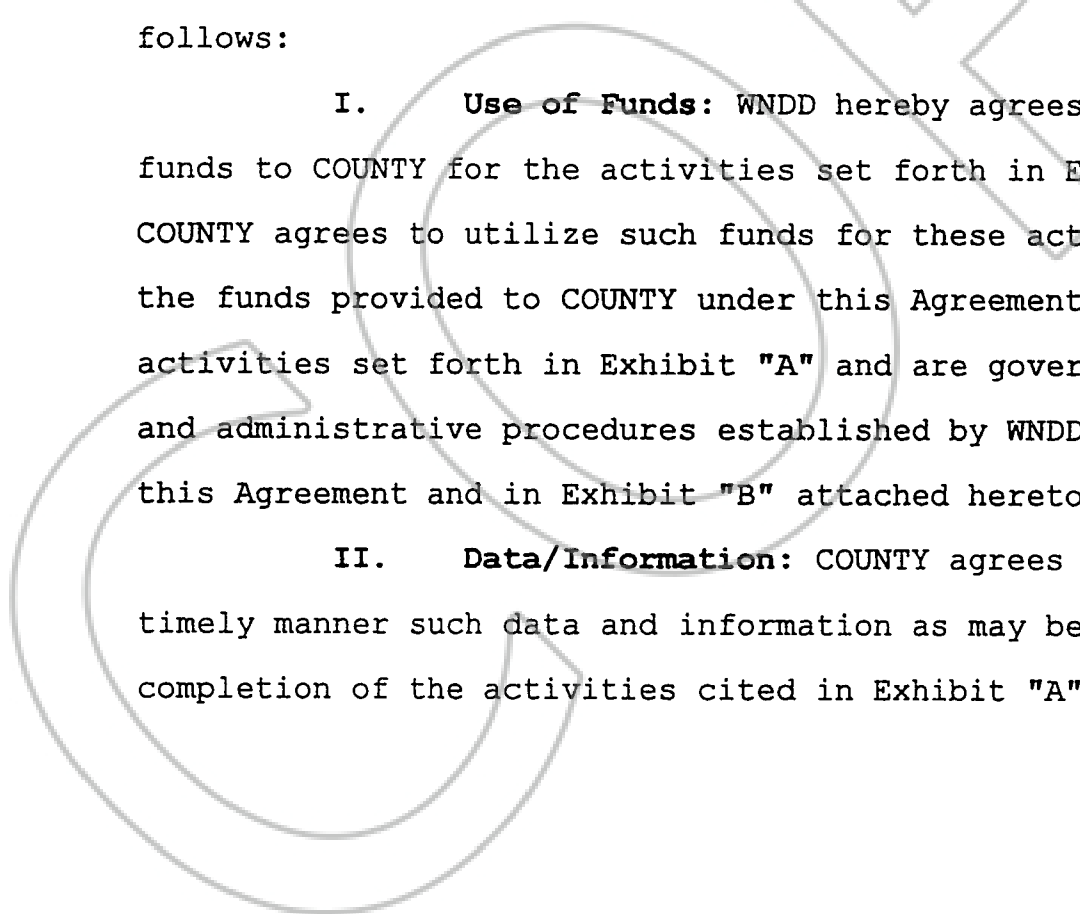 follows:
I. Use of Funds: WNDD hereby agrees
funds to COUNTY for the activities set forth in E
COUNTY agrees to utilize such funds for these act
the funds provided to COUNTY under this Agreement
activities set forth in Exhibit "A" and are gover
and administrative procedures established by WNDD
this Agreement and in Exhibit "B" attached hereto
II. Data/Information: COUNTY agrees
timely manner such data and information as may be
completion of the activities cited in Exhibit "A"